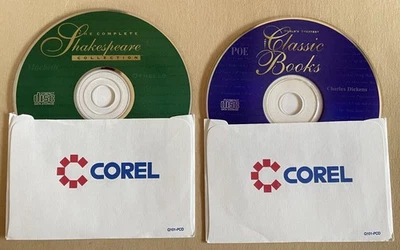 THE COMPLETE
Shakespeare
COLLECTION
COREL
Classic
Books
POE
Charles Dickens
COREL